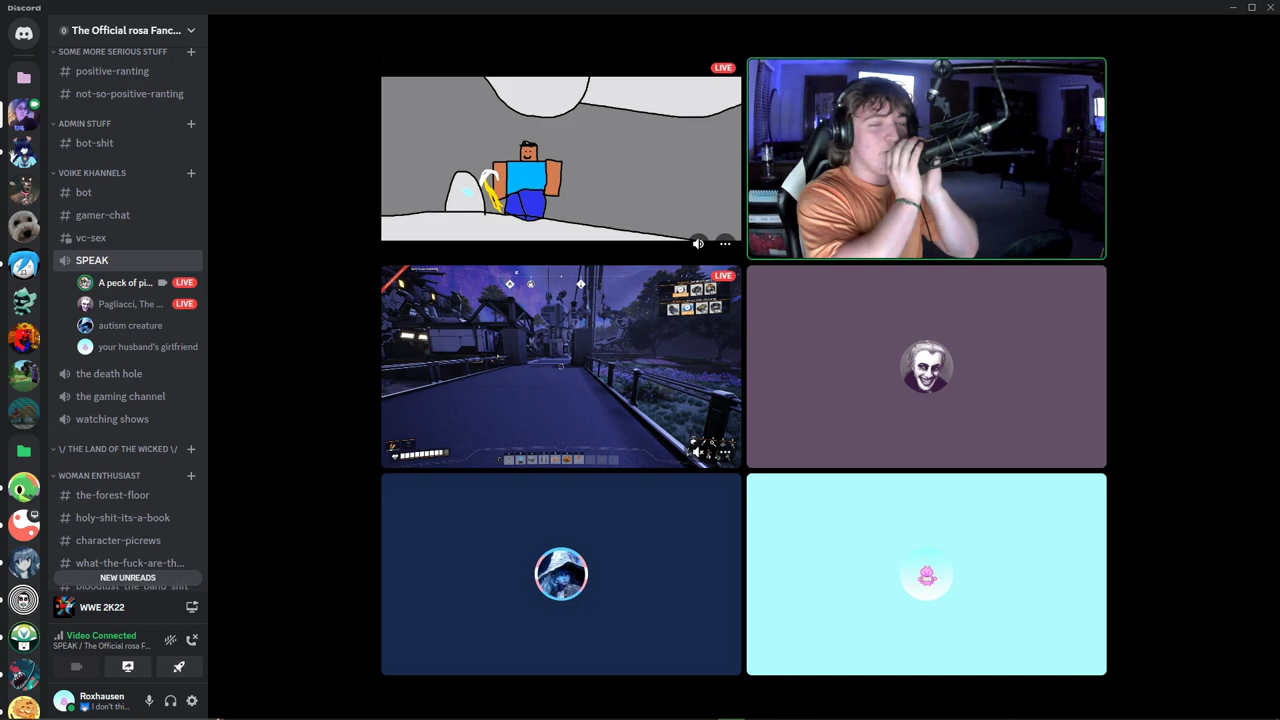 Discord
The Official rosa Fanc...
SOME MORE SERIOUS STUFF
positive-ranting
not-so-positive-ranting
ADMIN STUFF
bot-shit
VOIKE KHANNELS
bot
gamer-chat
vc-sex
SPEAK
A peck of pi... LIVE
Pagliacci, The ... LIVE
autism creature
your husband's girlfriend
the death hole
the gaming channel
watching shows
\/ THE LAND OF THE WICKED \/
WOMAN ENTHUSIAST
the-forest-floor
holy-shit-its-a-book
character-picrews
what-the-fuck-are-th...
NEW UNREADS
bloodlust_the_band_shit
WWE 2K22
Video Connected
SPEAK / The Official rosa F...
Roxhausen
I don't thi...
LIVE
LIVE